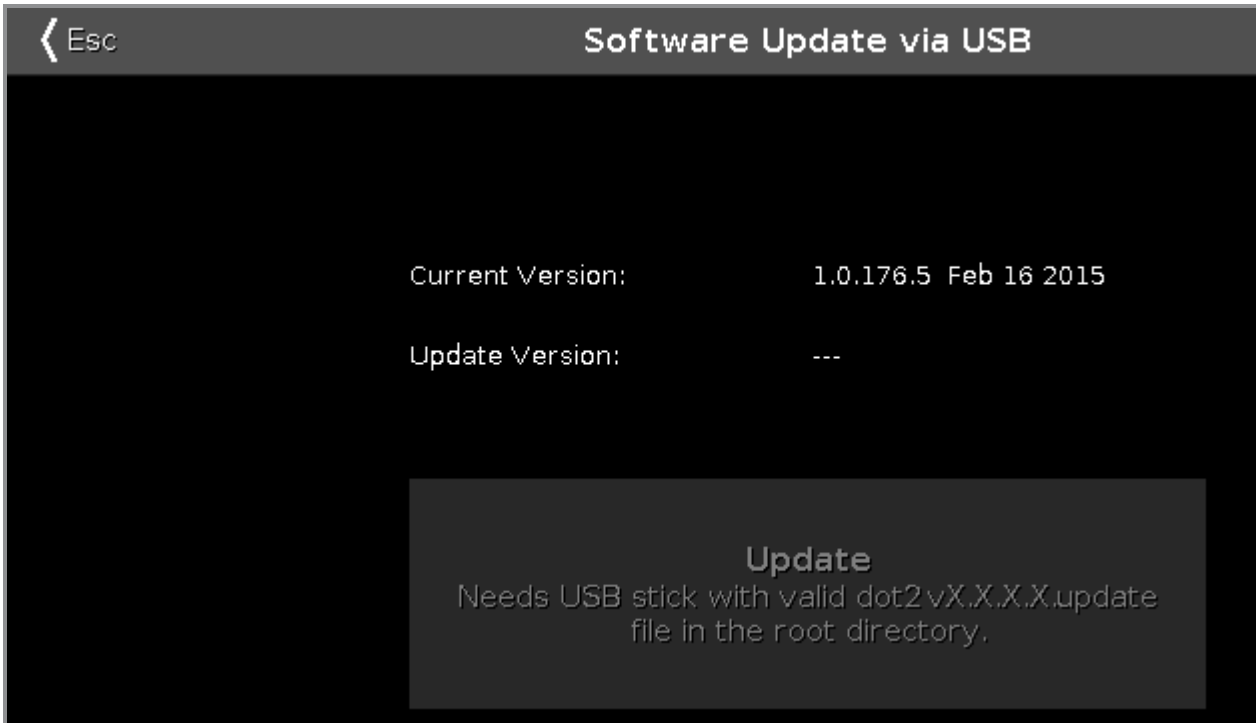 Esc
Software Update via USB
Current Version: 1.0.176.5 Feb 16 2015
Update Version: ---
Update
Needs USB stick with valid dot2vX.X.X.X.update
file in the root directory.